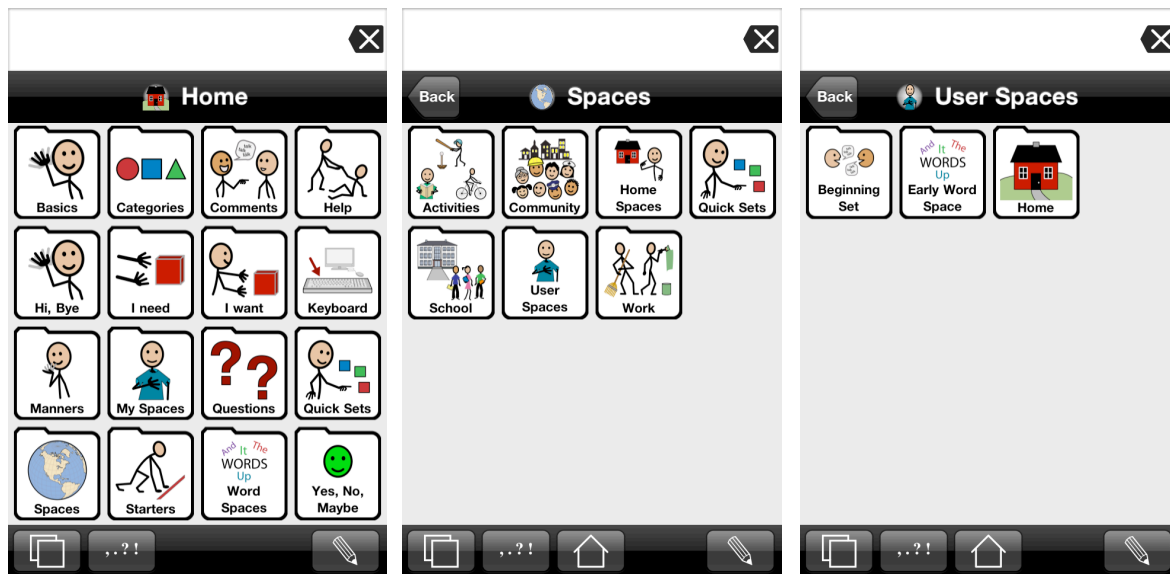 Home
Basics
Categories
Comments
Help
Hi, Bye
I need
I want
Keyboard
Manners
My Spaces
Questions
Quick Sets
Spaces
Starters
And It The
WORDS
Up
Word
Spaces
Yes, No,
Maybe
, . ? !
Back
Spaces
Activities
Community
Home
Spaces
Quick Sets
School
User
Spaces
Work
, . ? !
Back
User Spaces
Beginning
Set
And It The
WORDS
Up
Early Word
Space
Home
, . ? !